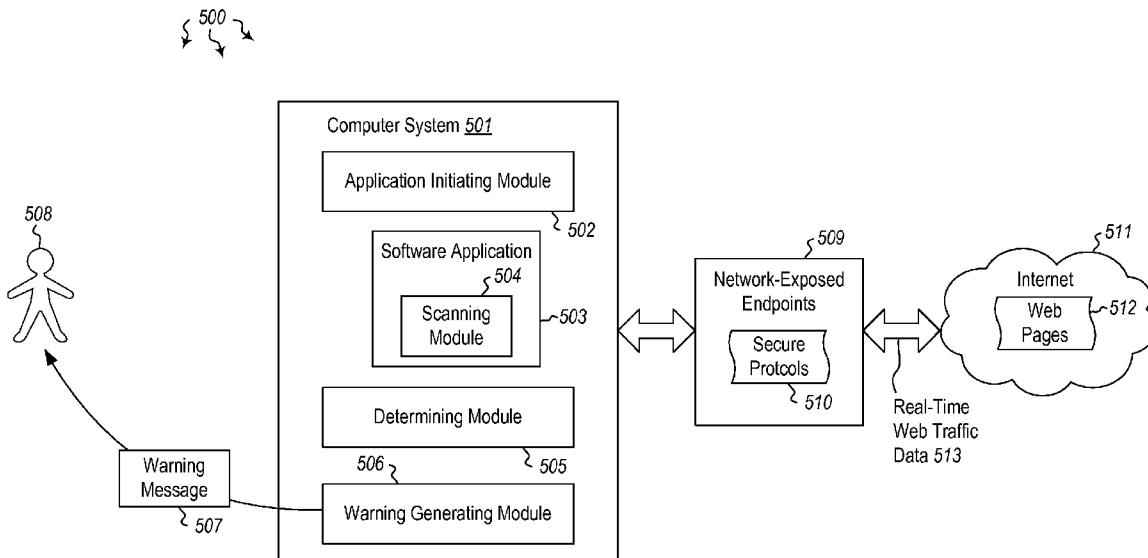 500
Computer System 501
Application Initiating Module
502
508
Software Application
504
Scanning
Module
503
509
Network-Exposed
Endpoints
Secure
Protcols
510
511
Internet
Web
Pages
512
Real-Time
Web Traffic
Data 513
Determining Module
505
506
Warning Generating Module
Warning
Message
507